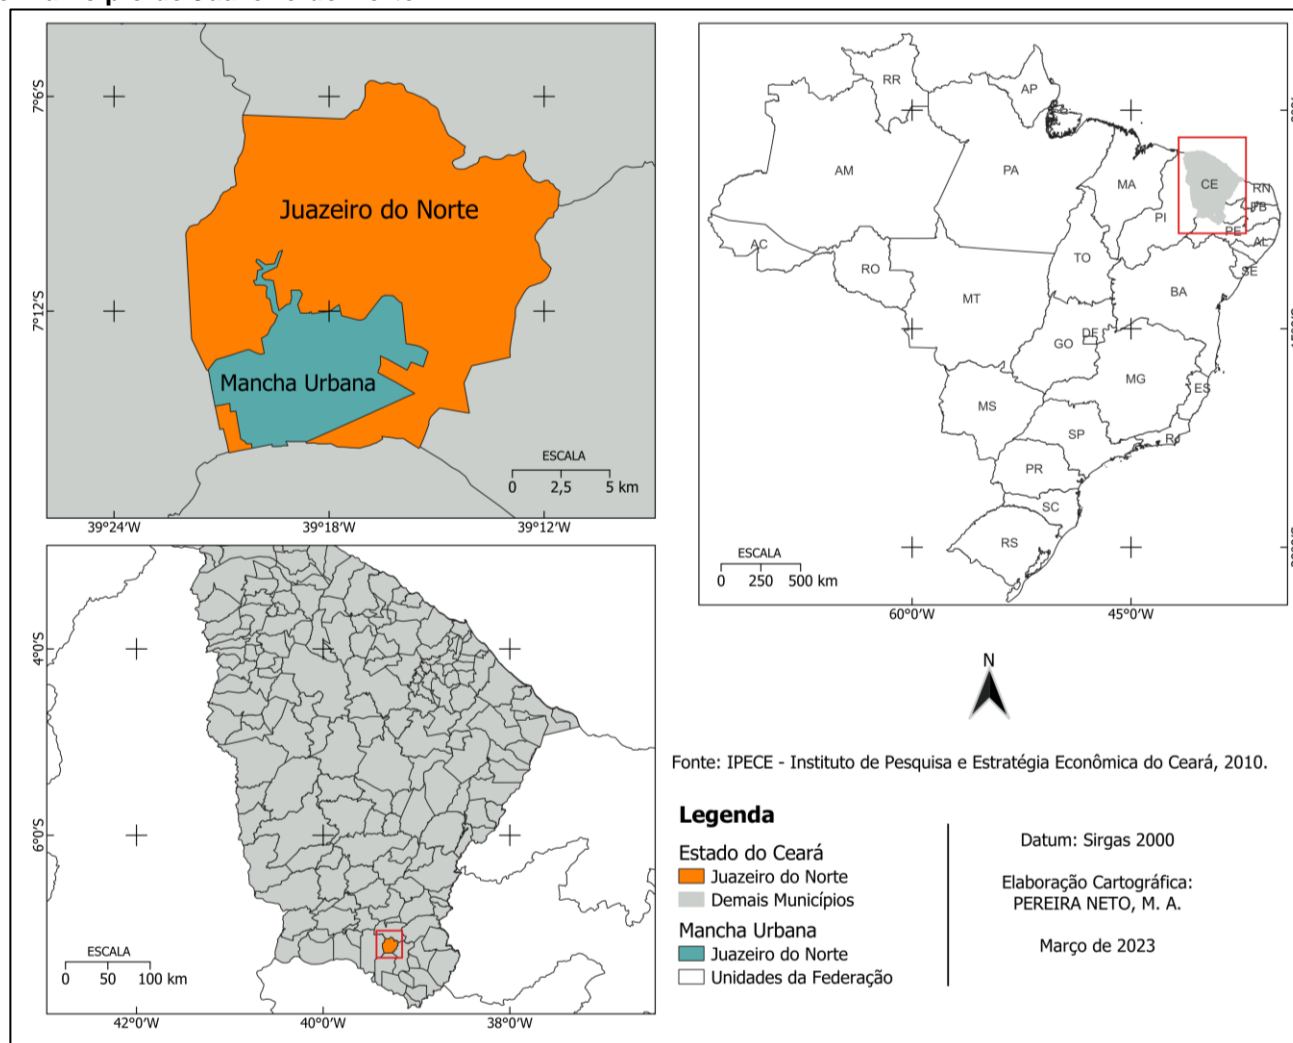 7°6'S
7°12'S
Juazeiro do Norte
Mancha Urbana
ESCALA
0 2,5 5 km
39°24'W 39°18'W 39°12'W
RR
AP
AM
PA
MA
CE
RN
PB
PI
PE
AL
AC
RO
TO
SE
BA
MT
DF
GO
MG
ES
MS
SP
RJ
PR
SC
RS
ESCALA
0 250 500 km
60°0'W 45°0'W
4°0'S
6°0'S
ESCALA
0 50 100 km
42°0'W 40°0'W 38°0'W
N
Fonte: IPECE - Instituto de Pesquisa e Estratégia Econômica do Ceará, 2010.
Legenda
Estado do Ceará
Juazeiro do Norte
Demais Municípios
Mancha Urbana
Juazeiro do Norte
Unidades da Federação
Datum: Sirgas 2000
Elaboração Cartográfica:
PEREIRA NETO, M. A.
Março de 2023